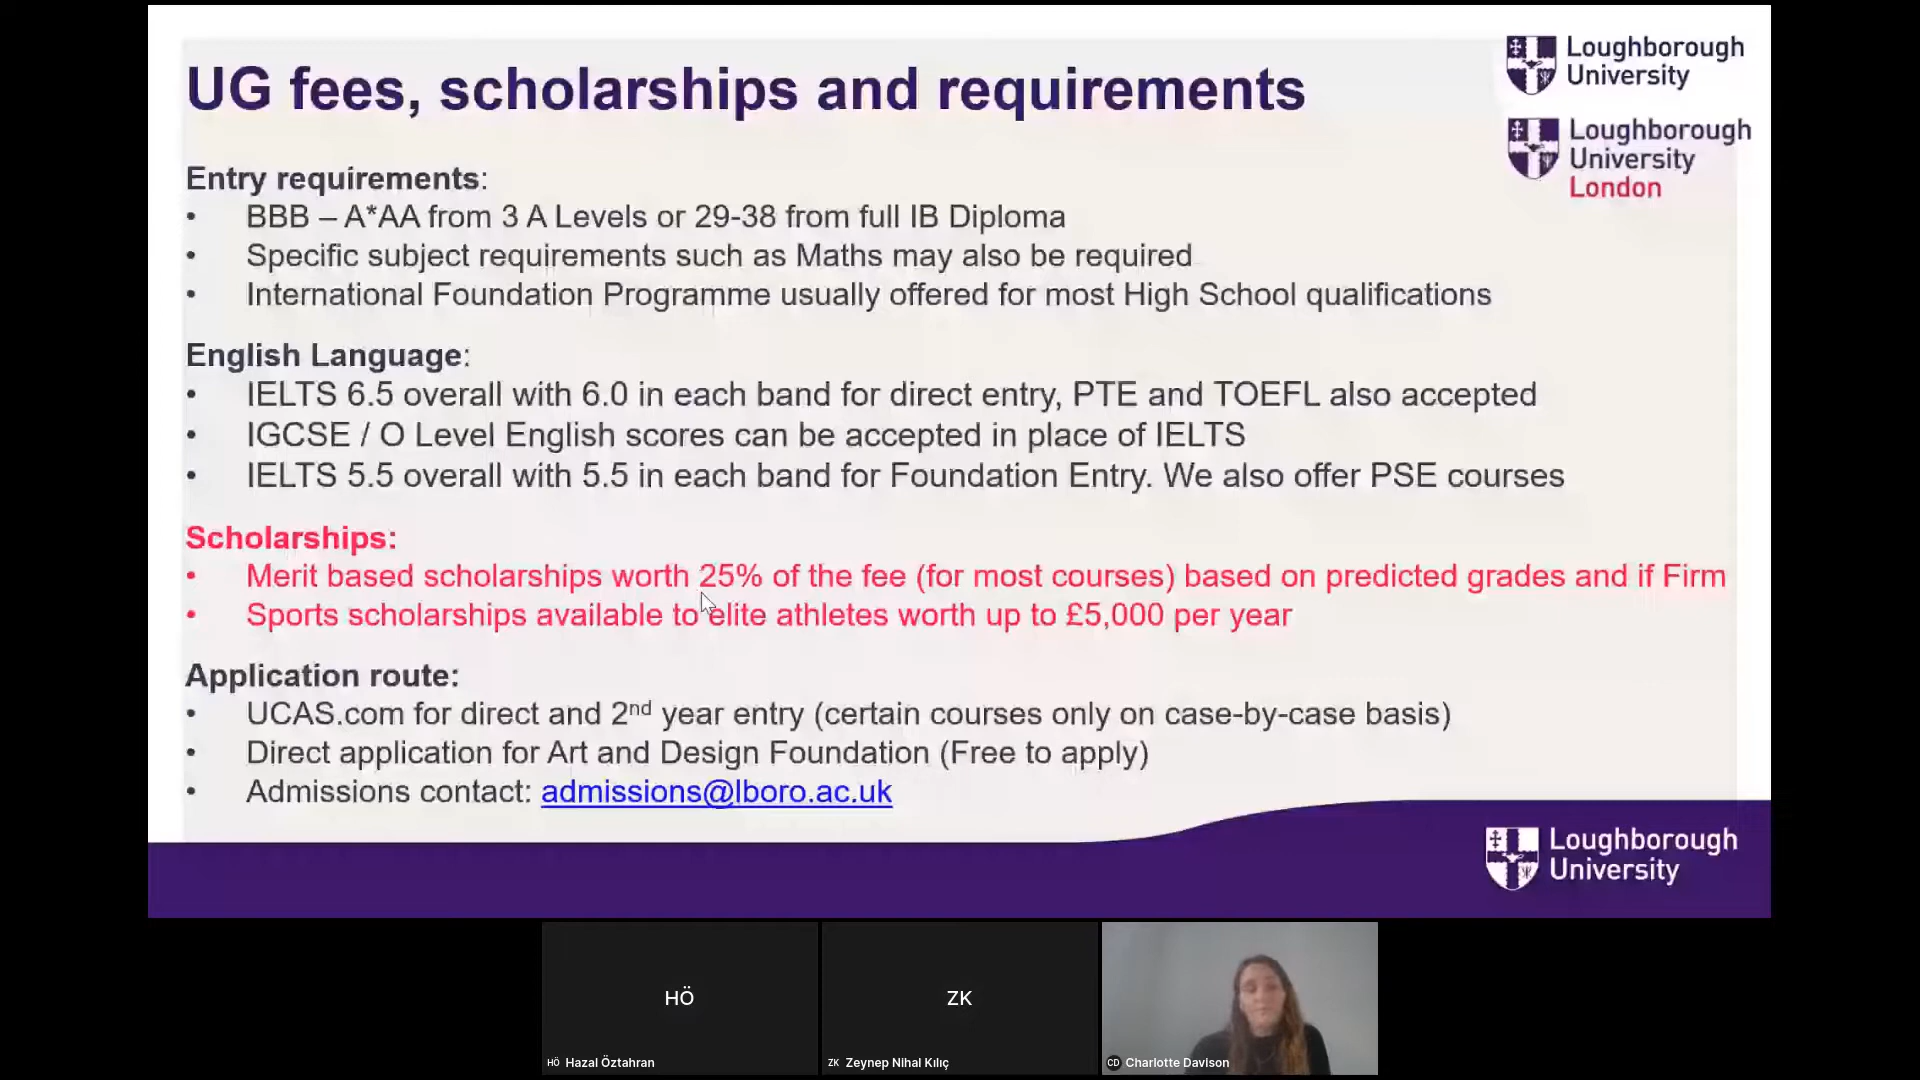 UG fees, scholarships and requirements
Loughborough
University
Loughborough
University
London
Entry requirements:
• BBB – A*AA from 3 A Levels or 29-38 from full IB Diploma
• Specific subject requirements such as Maths may also be required
• International Foundation Programme usually offered for most High School qualifications
English Language:
• IELTS 6.5 overall with 6.0 in each band for direct entry, PTE and TOEFL also accepted
• IGCSE / O Level English scores can be accepted in place of IELTS
• IELTS 5.5 overall with 5.5 in each band for Foundation Entry. We also offer PSE courses
Scholarships:
• Merit based scholarships worth 25% of the fee (for most courses) based on predicted grades and if Firm
• Sports scholarships available to elite athletes worth up to £5,000 per year
Application route:
• UCAS.com for direct and 2nd year entry (certain courses only on case-by-case basis)
• Direct application for Art and Design Foundation (Free to apply)
• Admissions contact: admissions@lboro.ac.uk
Loughborough
University
HÖ
ZK
HÖ Hazal Öztahran
ZK Zeynep Nihal Kılıç
CD Charlotte Davison